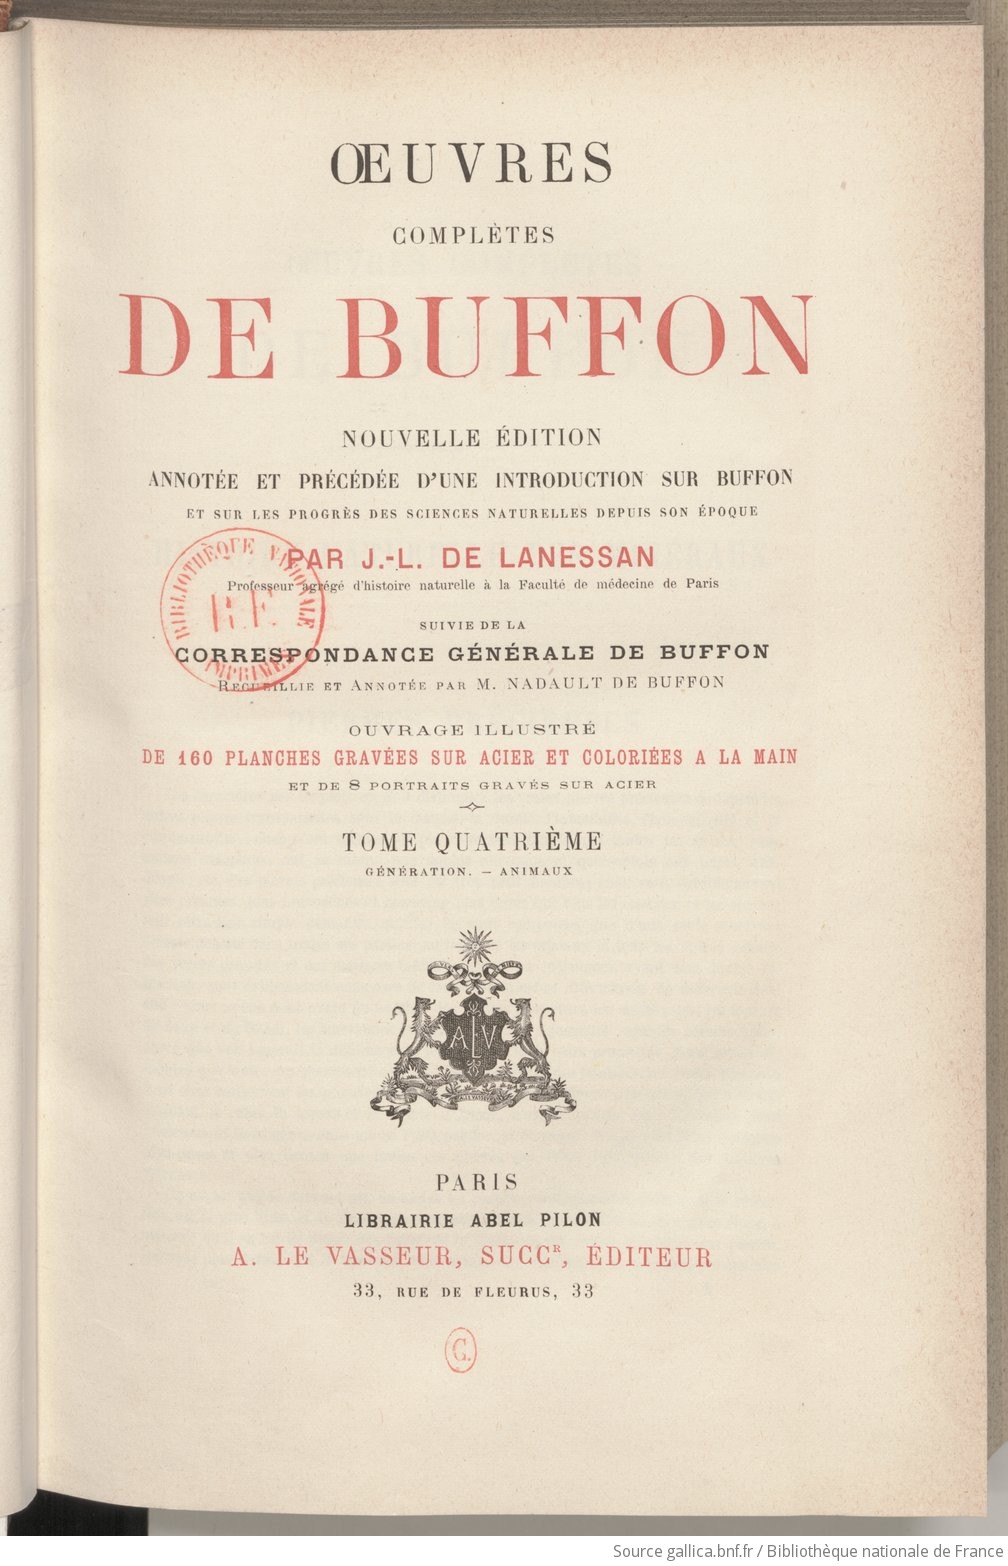 ŒUVRES
COMPLÈTES
DE BUFFON
NOUVELLE ÉDITION
ANNOTÉE ET PRÉCÉDÉE D'UNE INTRODUCTION SUR BUFFON
ET SUR LES PROGRÈS DES SCIENCES NATURELLES DEPUIS SON ÉPOQUE
PAR J.-L. DE LANESSAN
Professeur agrégé d'histoire naturelle à la Faculté de médecine de Paris
BIBLIOTHÈQUE NATIONALE
R.F.
IMPRIMÉS
SUIVIE DE LA
CORRESPONDANCE GÉNÉRALE DE BUFFON
RECUEILLIE ET ANNOTÉE PAR M. NADAULT DE BUFFON
OUVRAGE ILLUSTRÉ
DE 160 PLANCHES GRAVÉES SUR ACIER ET COLORIÉES A LA MAIN
ET DE 8 PORTRAITS GRAVÉS SUR ACIER
TOME QUATRIÈME
GÉNÉRATION. — ANIMAUX
ALV
PARIS
LIBRAIRIE ABEL PILON
A. LE VASSEUR, SUCCR, ÉDITEUR
33, RUE DE FLEURUS, 33
G.
Source gallica.bnf.fr / Bibliothèque nationale de France